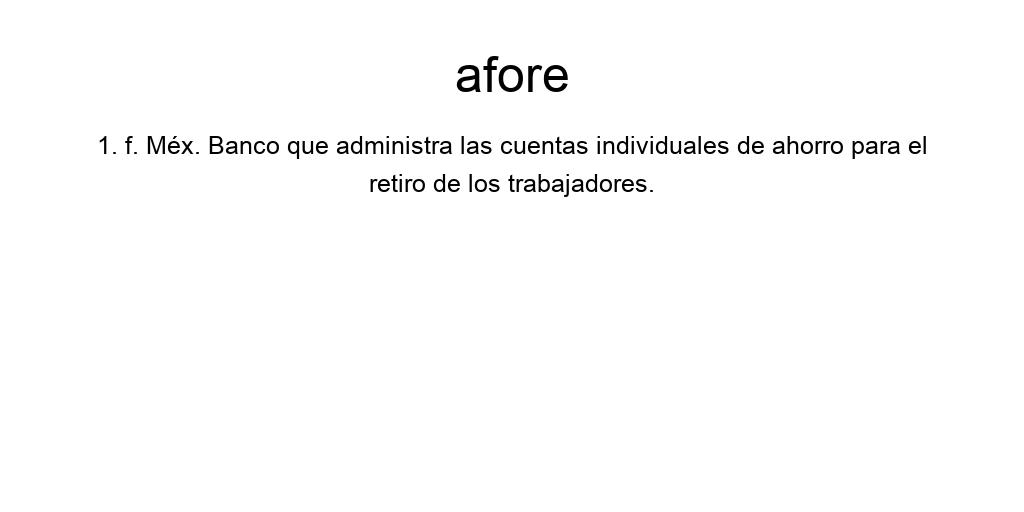 afore
1. f. Méx. Banco que administra las cuentas individuales de ahorro para el
retiro de los trabajadores.